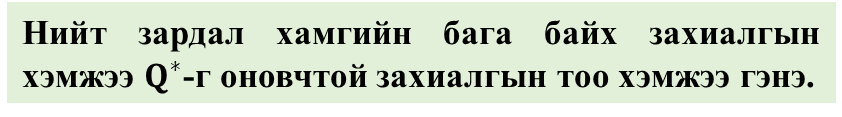 Нийт зардал хамгийн бага байх захиалгын
хэмжээ Q*-г оновчтой захиалгын тоо хэмжээ гэнэ.